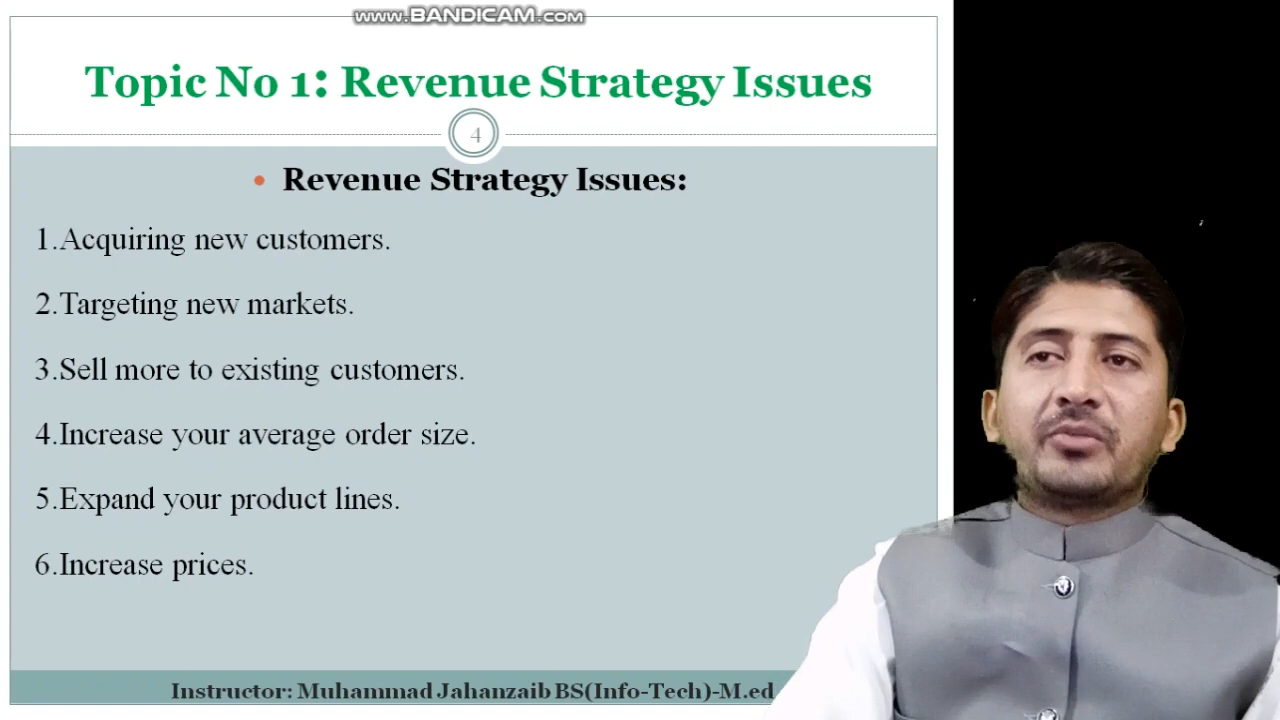 www.BANDICAM.com
Topic No 1: Revenue Strategy Issues
4
• Revenue Strategy Issues:
1.Acquiring new customers.
2.Targeting new markets.
3.Sell more to existing customers.
4.Increase your average order size.
5.Expand your product lines.
6.Increase prices.
Instructor: Muhammad Jahanzaib BS(Info-Tech)-M.ed